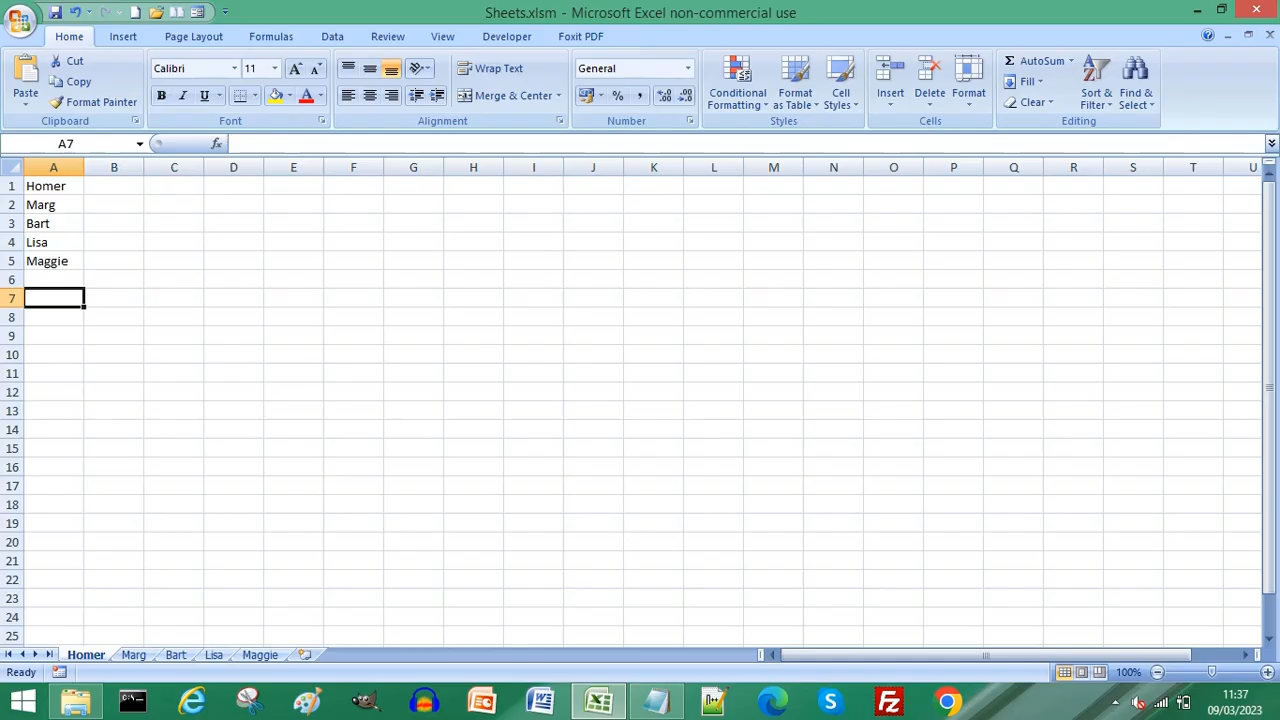 Sheets.xlsm - Microsoft Excel non-commercial use
Home Insert Page Layout Formulas Data Review View Developer Foxit PDF
Paste Cut Copy Format Painter Clipboard
Calibri 11 B I U A Font
Wrap Text Merge & Center Alignment
General % , Number
Conditional Formatting Format as Table Cell Styles Styles
Insert Delete Format Cells
Σ AutoSum Fill Clear Sort & Filter Find & Select Editing
A7 fx
A B C D E F G H I J K L M N O P Q R S T U
1 Homer
2 Marg
3 Bart
4 Lisa
5 Maggie
6
7
8
9
10
11
12
13
14
15
16
17
18
19
20
21
22
23
24
25
Homer Marg Bart Lisa Maggie
Ready 100%
11:37
09/03/2023